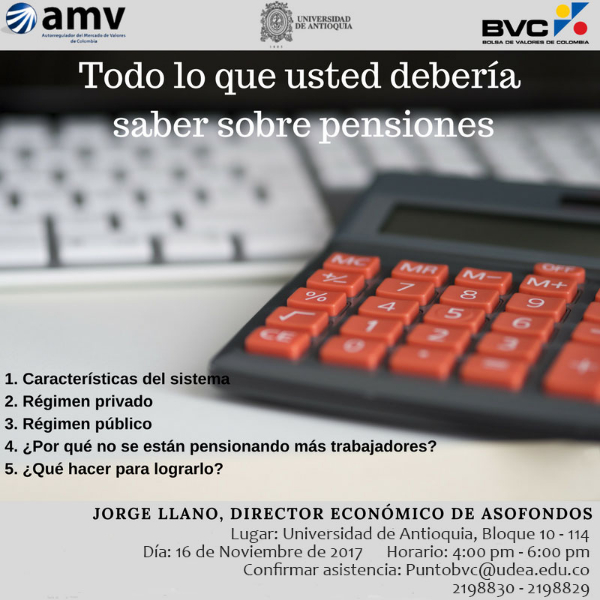 amv
Autorregulador del Mercado de Valores
de Colombia
UNIVERSIDAD
DE ANTIOQUIA
1803
BVC
BOLSA DE VALORES DE COLOMBIA
Todo lo que usted debería
saber sobre pensiones
MC MR M− M+ OFF
+/− 7 8 9
% 4 5 6
√ 1 2 3
CE 0
1. Características del sistema
2. Régimen privado
3. Régimen público
4. ¿Por qué no se están pensionando más trabajadores?
5. ¿Qué hacer para lograrlo?
JORGE LLANO, DIRECTOR ECONÓMICO DE ASOFONDOS
Lugar: Universidad de Antioquia, Bloque 10 - 114
Día: 16 de Noviembre de 2017 Horario: 4:00 pm - 6:00 pm
Confirmar asistencia: Puntobvc@udea.edu.co
2198830 - 2198829